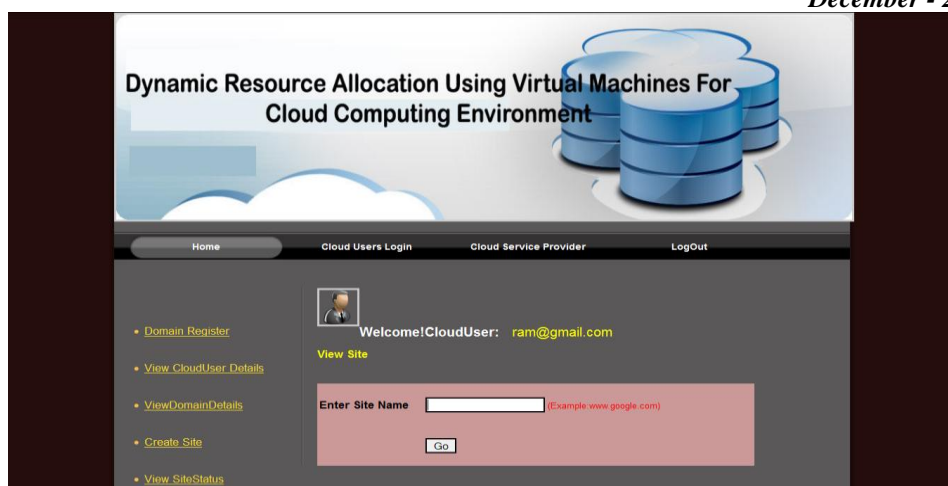 December - 2
Dynamic Resource Allocation Using Virtual Machines For
Cloud Computing Environment
Home Cloud Users Login Cloud Service Provider LogOut
Welcome!CloudUser: ram@gmail.com
View Site
Enter Site Name (Example:www.google.com)
Go
Domain Register
View CloudUser Details
ViewDomainDetails
Create Site
View SiteStatus